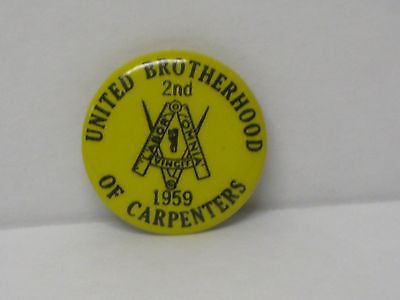 UNITED BROTHERHOOD
2nd
LABOR OMNIA
VINCIT
1959
OF CARPENTERS